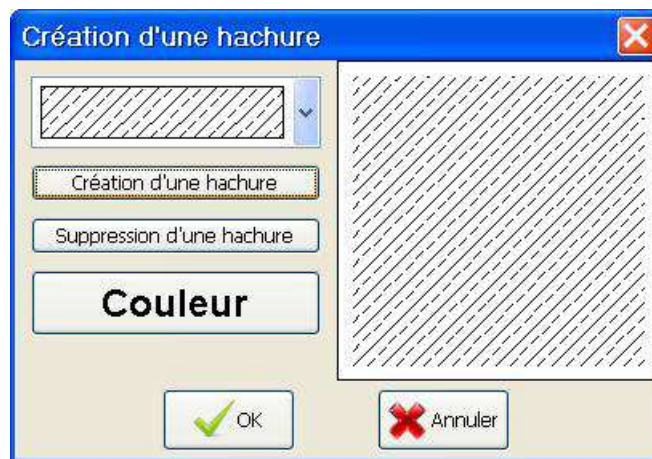 Création d'une hachure
Création d'une hachure
Suppression d'une hachure
Couleur
OK
Annuler